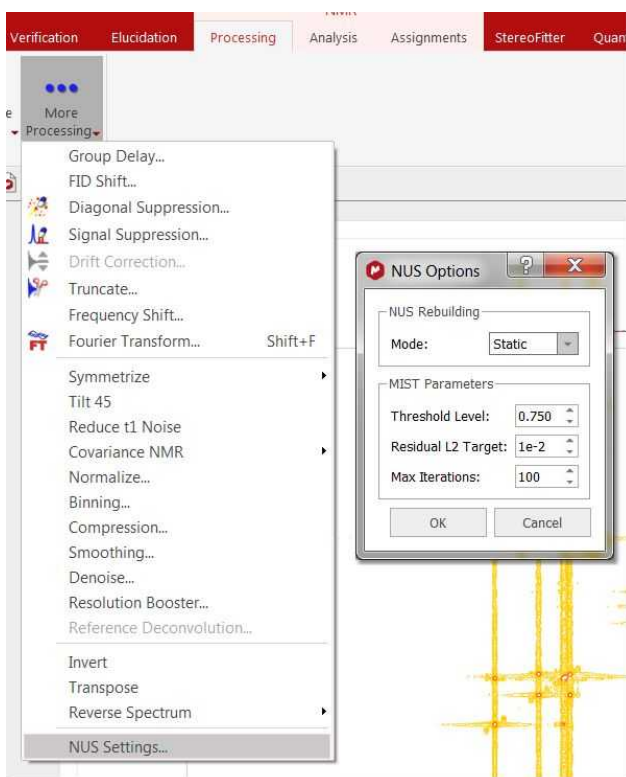 NMR
Verification Elucidation Processing Analysis Assignments StereoFitter Quan
e More
Processing
Group Delay...
FID Shift...
Diagonal Suppression...
Signal Suppression...
Drift Correction...
Truncate...
Frequency Shift...
FT Fourier Transform... Shift+F
Symmetrize
Tilt 45
Reduce t1 Noise
Covariance NMR
Normalize...
Binning...
Compression...
Smoothing...
Denoise...
Resolution Booster...
Reference Deconvolution...
Invert
Transpose
Reverse Spectrum
NUS Settings...
NUS Options ? X
NUS Rebuilding
Mode: Static
MIST Parameters
Threshold Level: 0.750
Residual L2 Target: 1e-2
Max Iterations: 100
OK Cancel